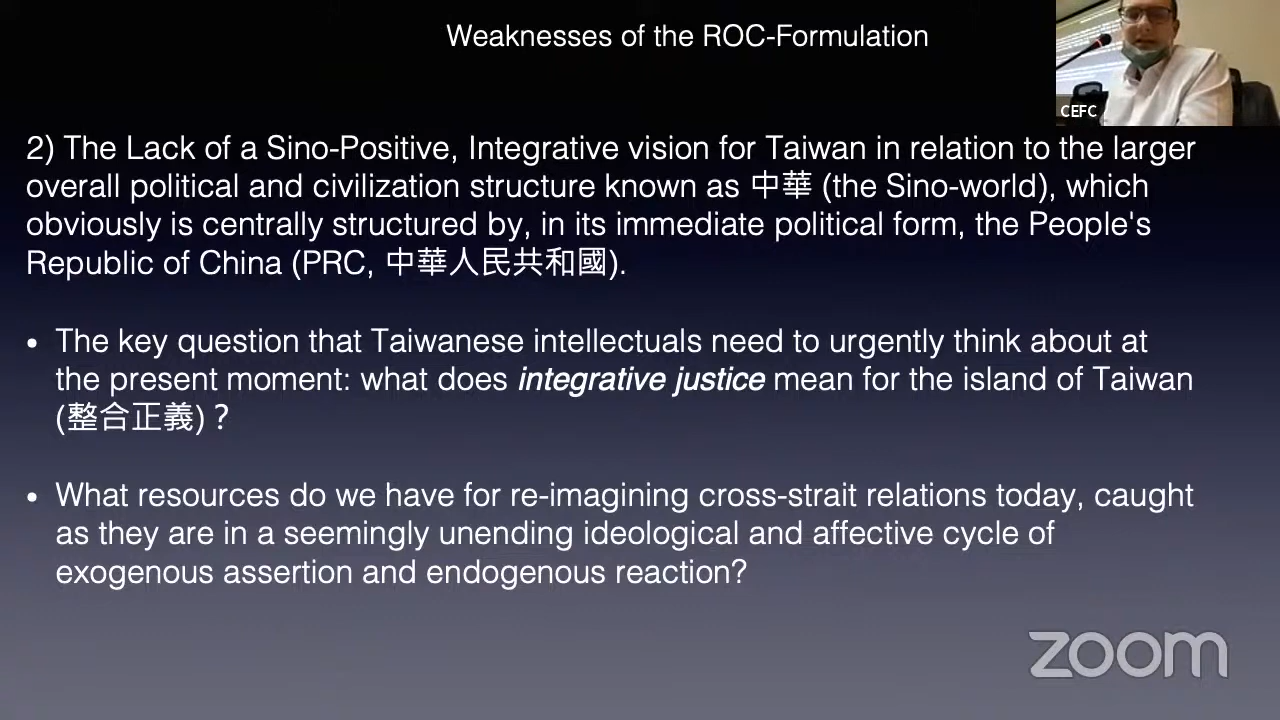 Weaknesses of the ROC-Formulation
CEFC
2) The Lack of a Sino-Positive, Integrative vision for Taiwan in relation to the larger
overall political and civilization structure known as 中華 (the Sino-world), which
obviously is centrally structured by, in its immediate political form, the People's
Republic of China (PRC, 中華人民共和國).
• The key question that Taiwanese intellectuals need to urgently think about at
the present moment: what does integrative justice mean for the island of Taiwan
(整合正義)？
• What resources do we have for re-imagining cross-strait relations today, caught
as they are in a seemingly unending ideological and affective cycle of
exogenous assertion and endogenous reaction?
zoom